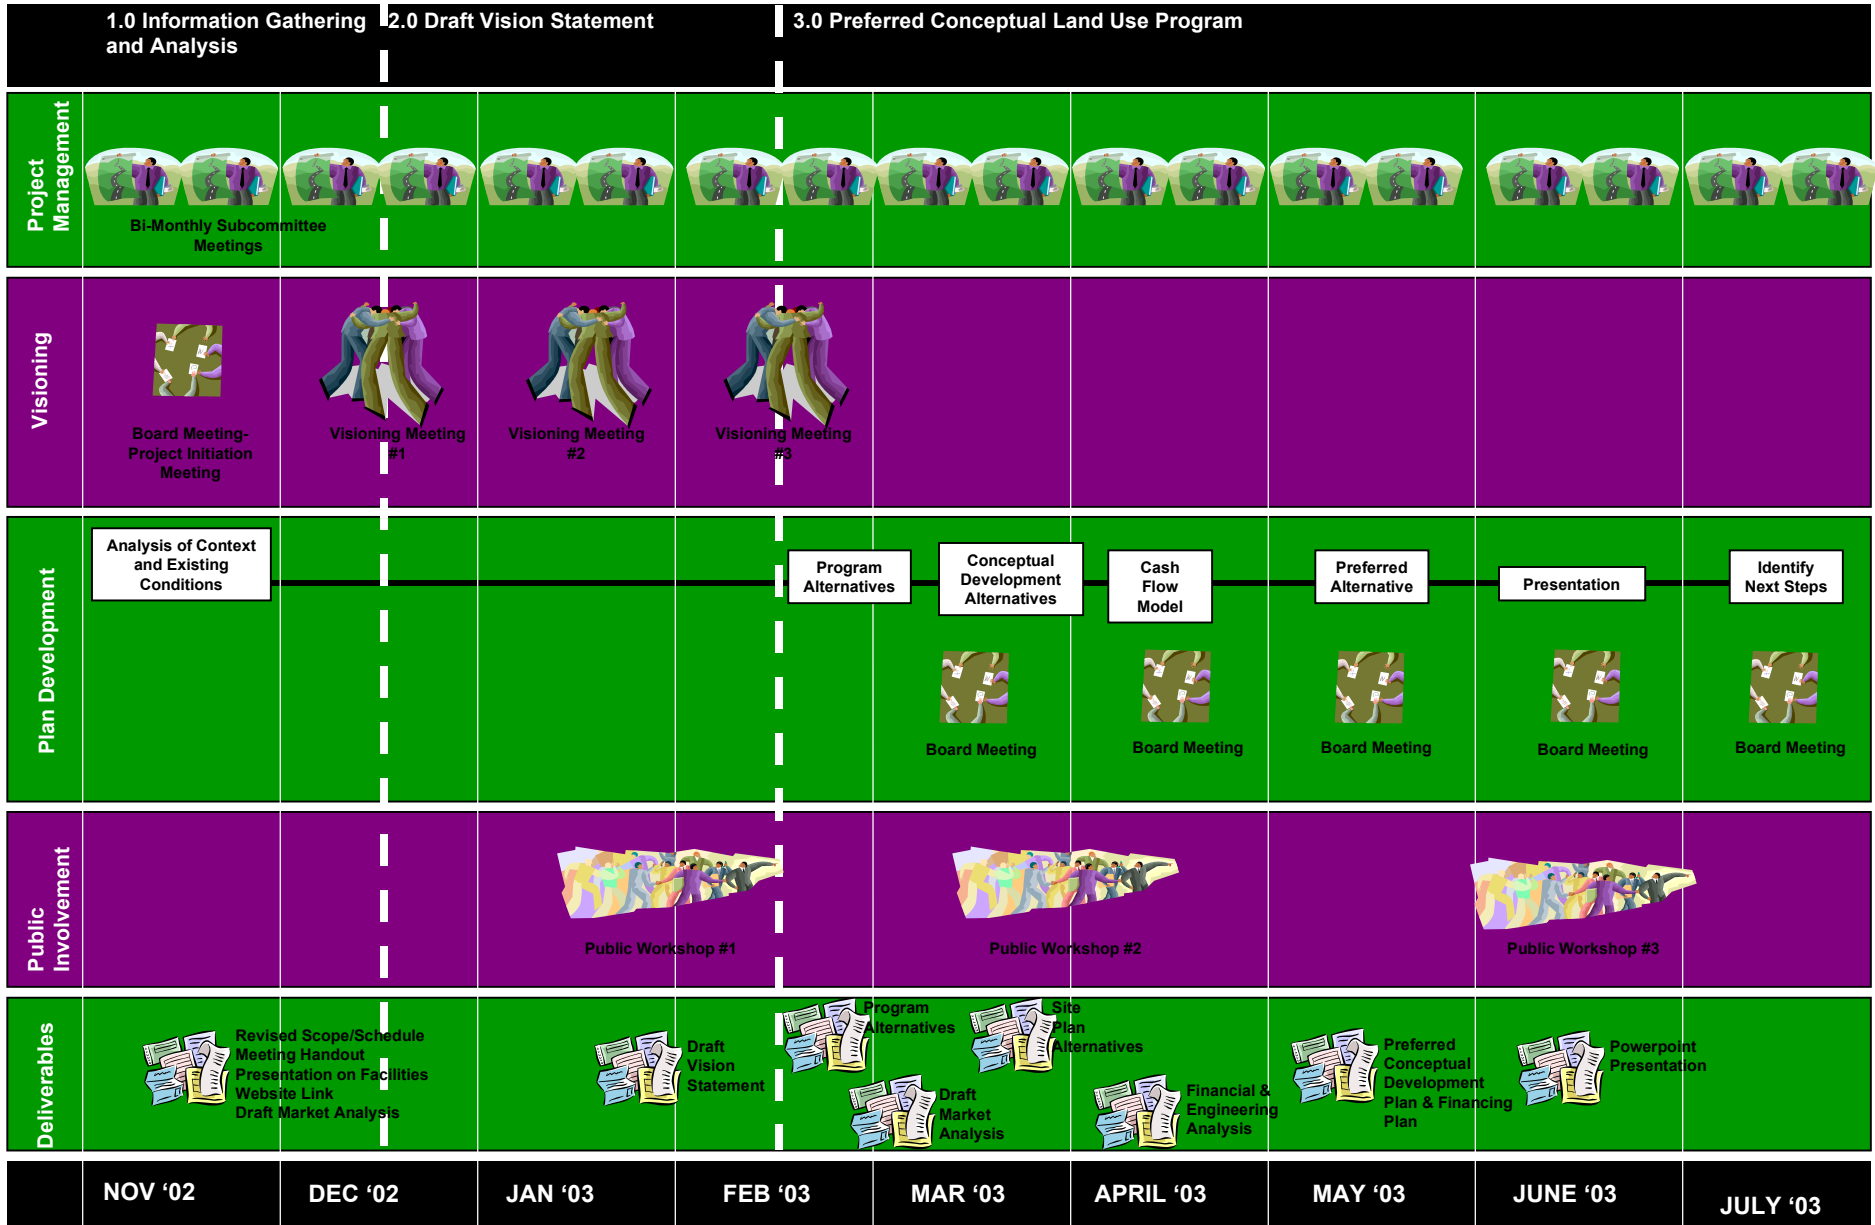 1.0 Information Gathering
and Analysis
2.0 Draft Vision Statement
3.0 Preferred Conceptual Land Use Program
Project
Management
Bi-Monthly Subcommittee
Meetings
Visioning
Board Meeting-
Project Initiation
Meeting
Visioning Meeting
#1
Visioning Meeting
#2
Visioning Meeting
#3
Plan Development
Analysis of Context
and Existing
Conditions
Program
Alternatives
Conceptual
Development
Alternatives
Cash
Flow
Model
Preferred
Alternative
Presentation
Identify
Next Steps
Board Meeting
Board Meeting
Board Meeting
Board Meeting
Board Meeting
Public
Involvement
Public Workshop #1
Public Workshop #2
Public Workshop #3
Deliverables
Revised Scope/Schedule
Meeting Handout
Presentation on Facilities
Website Link
Draft Market Analysis
Draft
Vision
Statement
Program
Alternatives
Draft
Market
Analysis
Site
Plan
Alternatives
Financial &
Engineering
Analysis
Preferred
Conceptual
Development
Plan & Financing
Plan
Powerpoint
Presentation
NOV ‘02
DEC ‘02
JAN ‘03
FEB ‘03
MAR ‘03
APRIL ‘03
MAY ‘03
JUNE ‘03
JULY ‘03